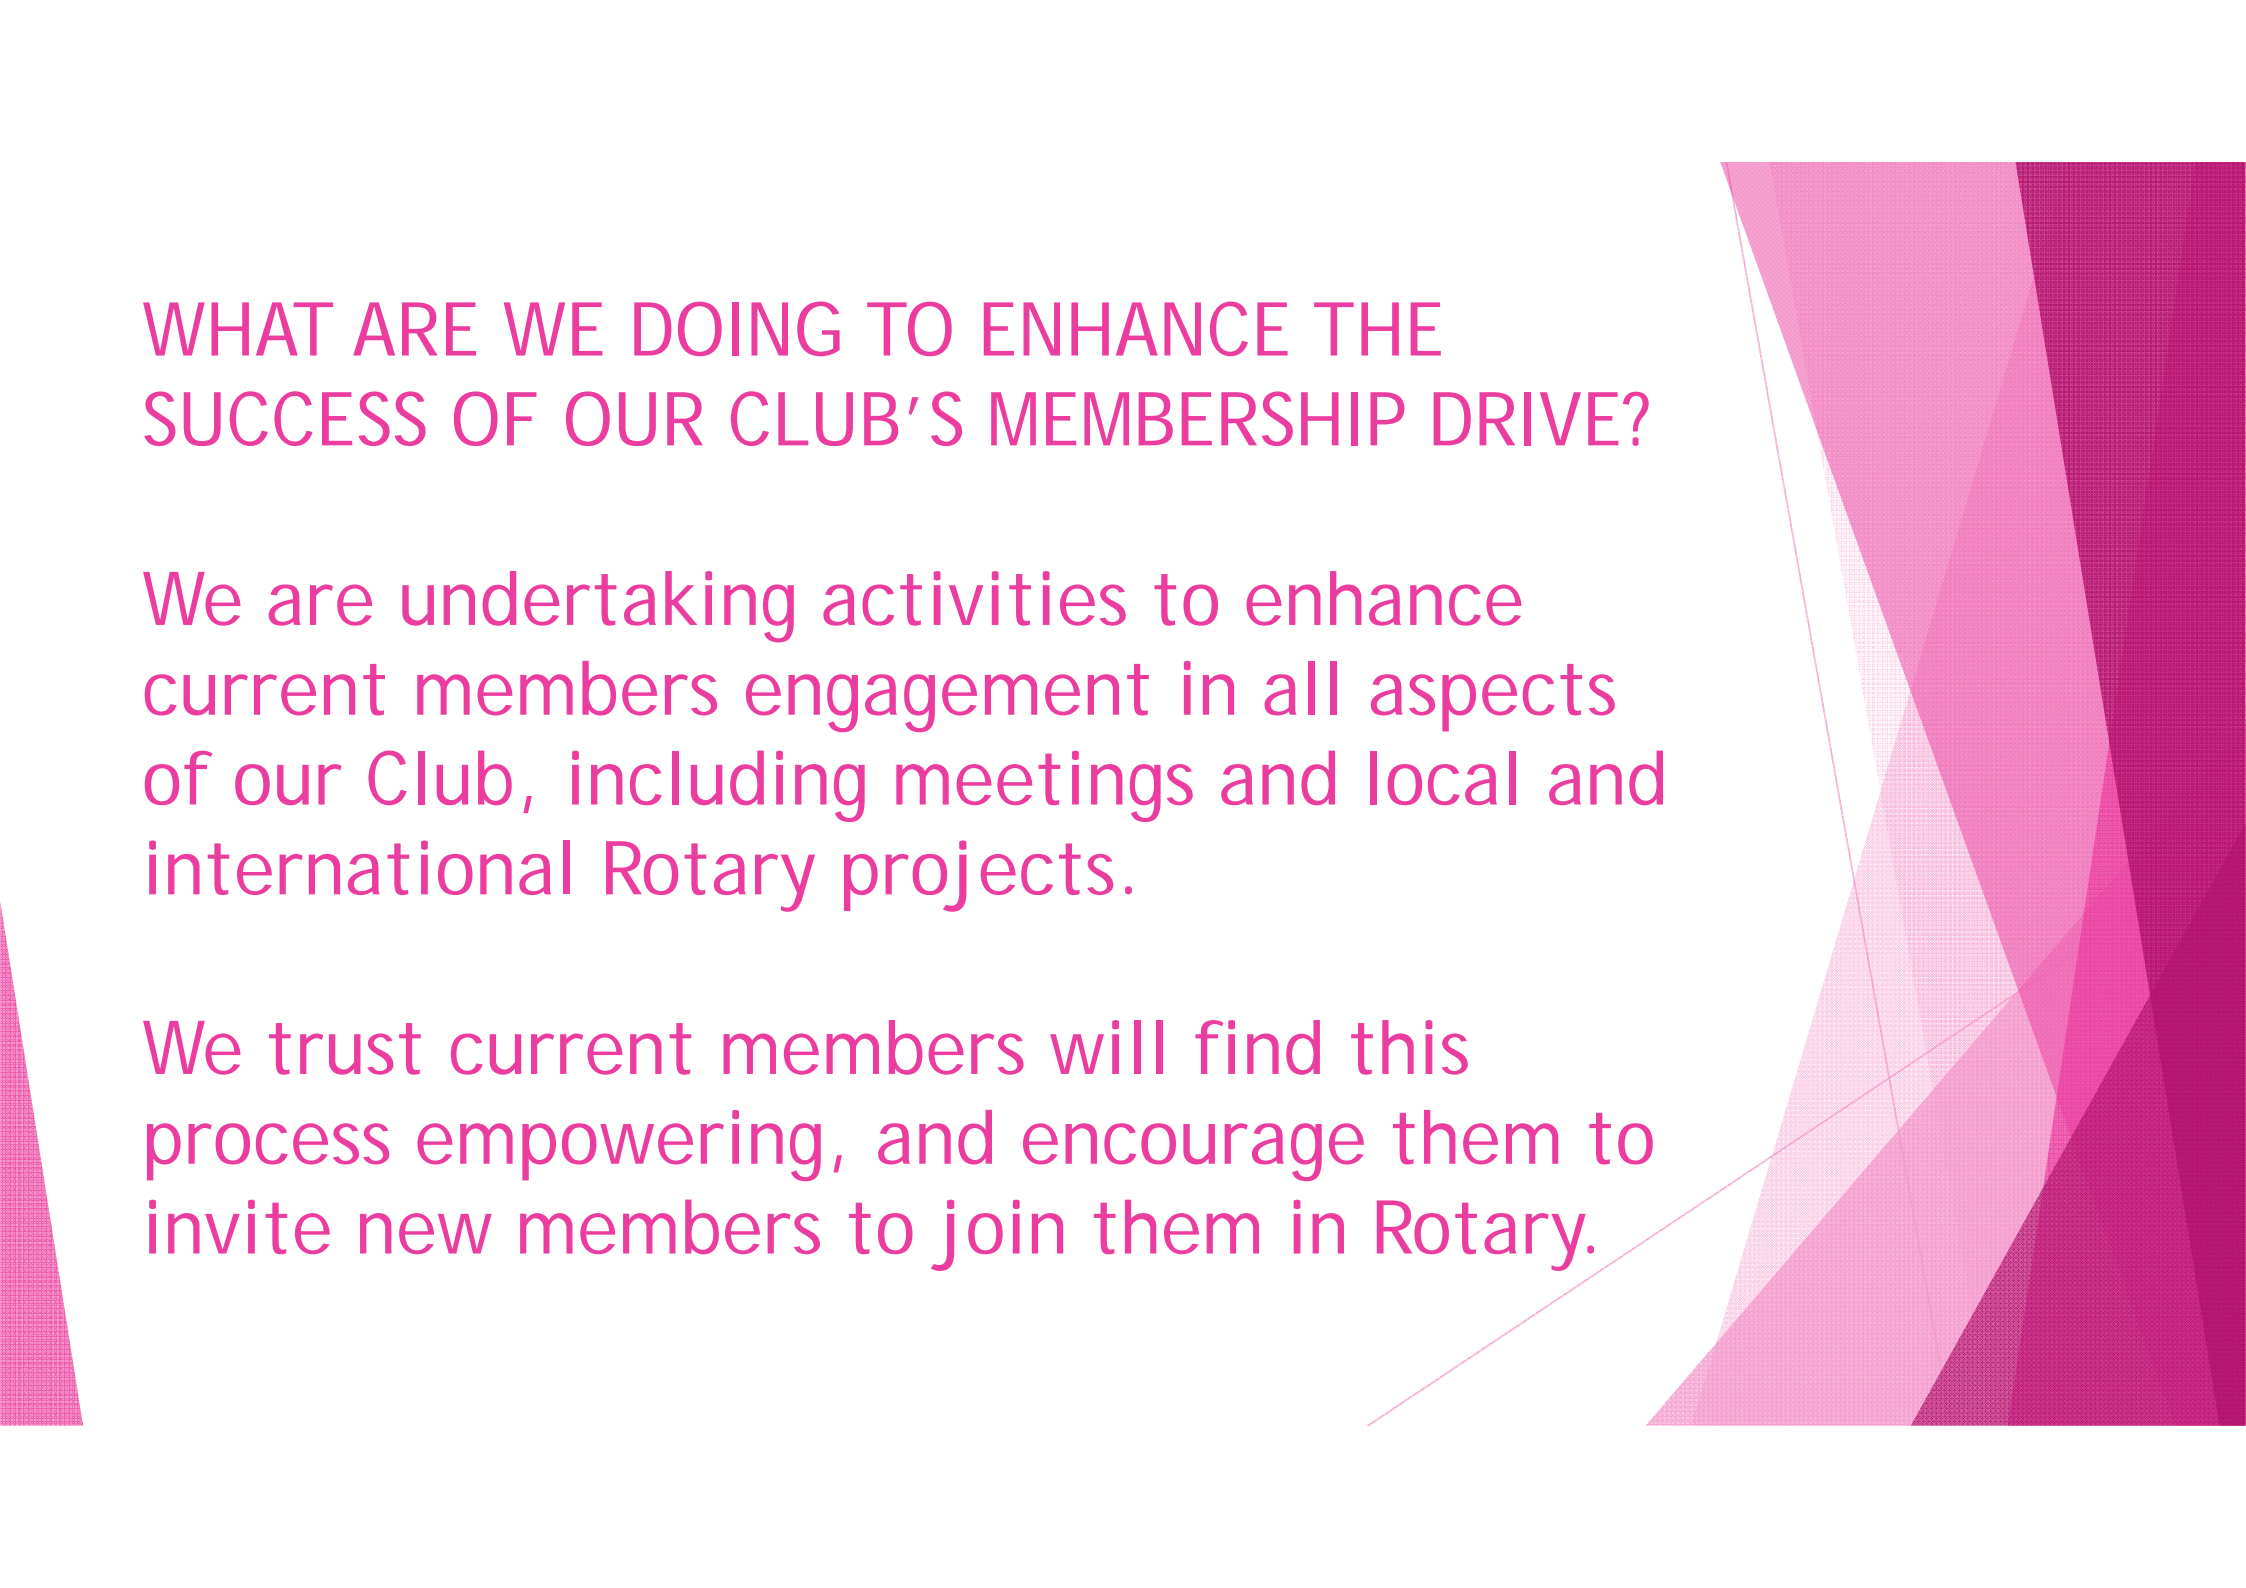 WHAT ARE WE DOING TO ENHANCE THE
SUCCESS OF OUR CLUB’S MEMBERSHIP DRIVE?
We are undertaking activities to enhance
current members engagement in all aspects
of our Club, including meetings and local and
international Rotary projects.
We trust current members will find this
process empowering, and encourage them to
invite new members to join them in Rotary.